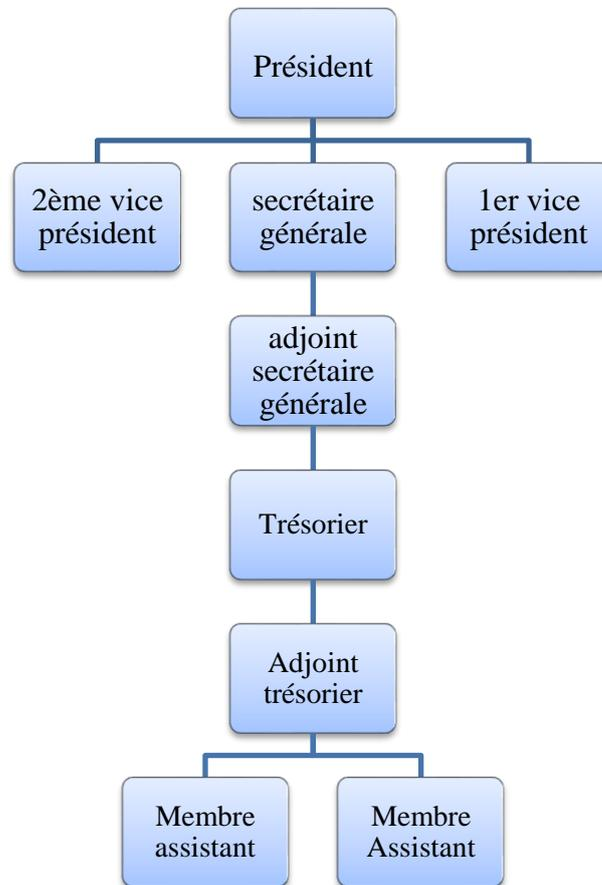 Président
2ème vice
président
secrétaire
générale
1er vice
président
adjoint
secrétaire
générale
Trésorier
Adjoint
trésorier
Membre
assistant
Membre
Assistant